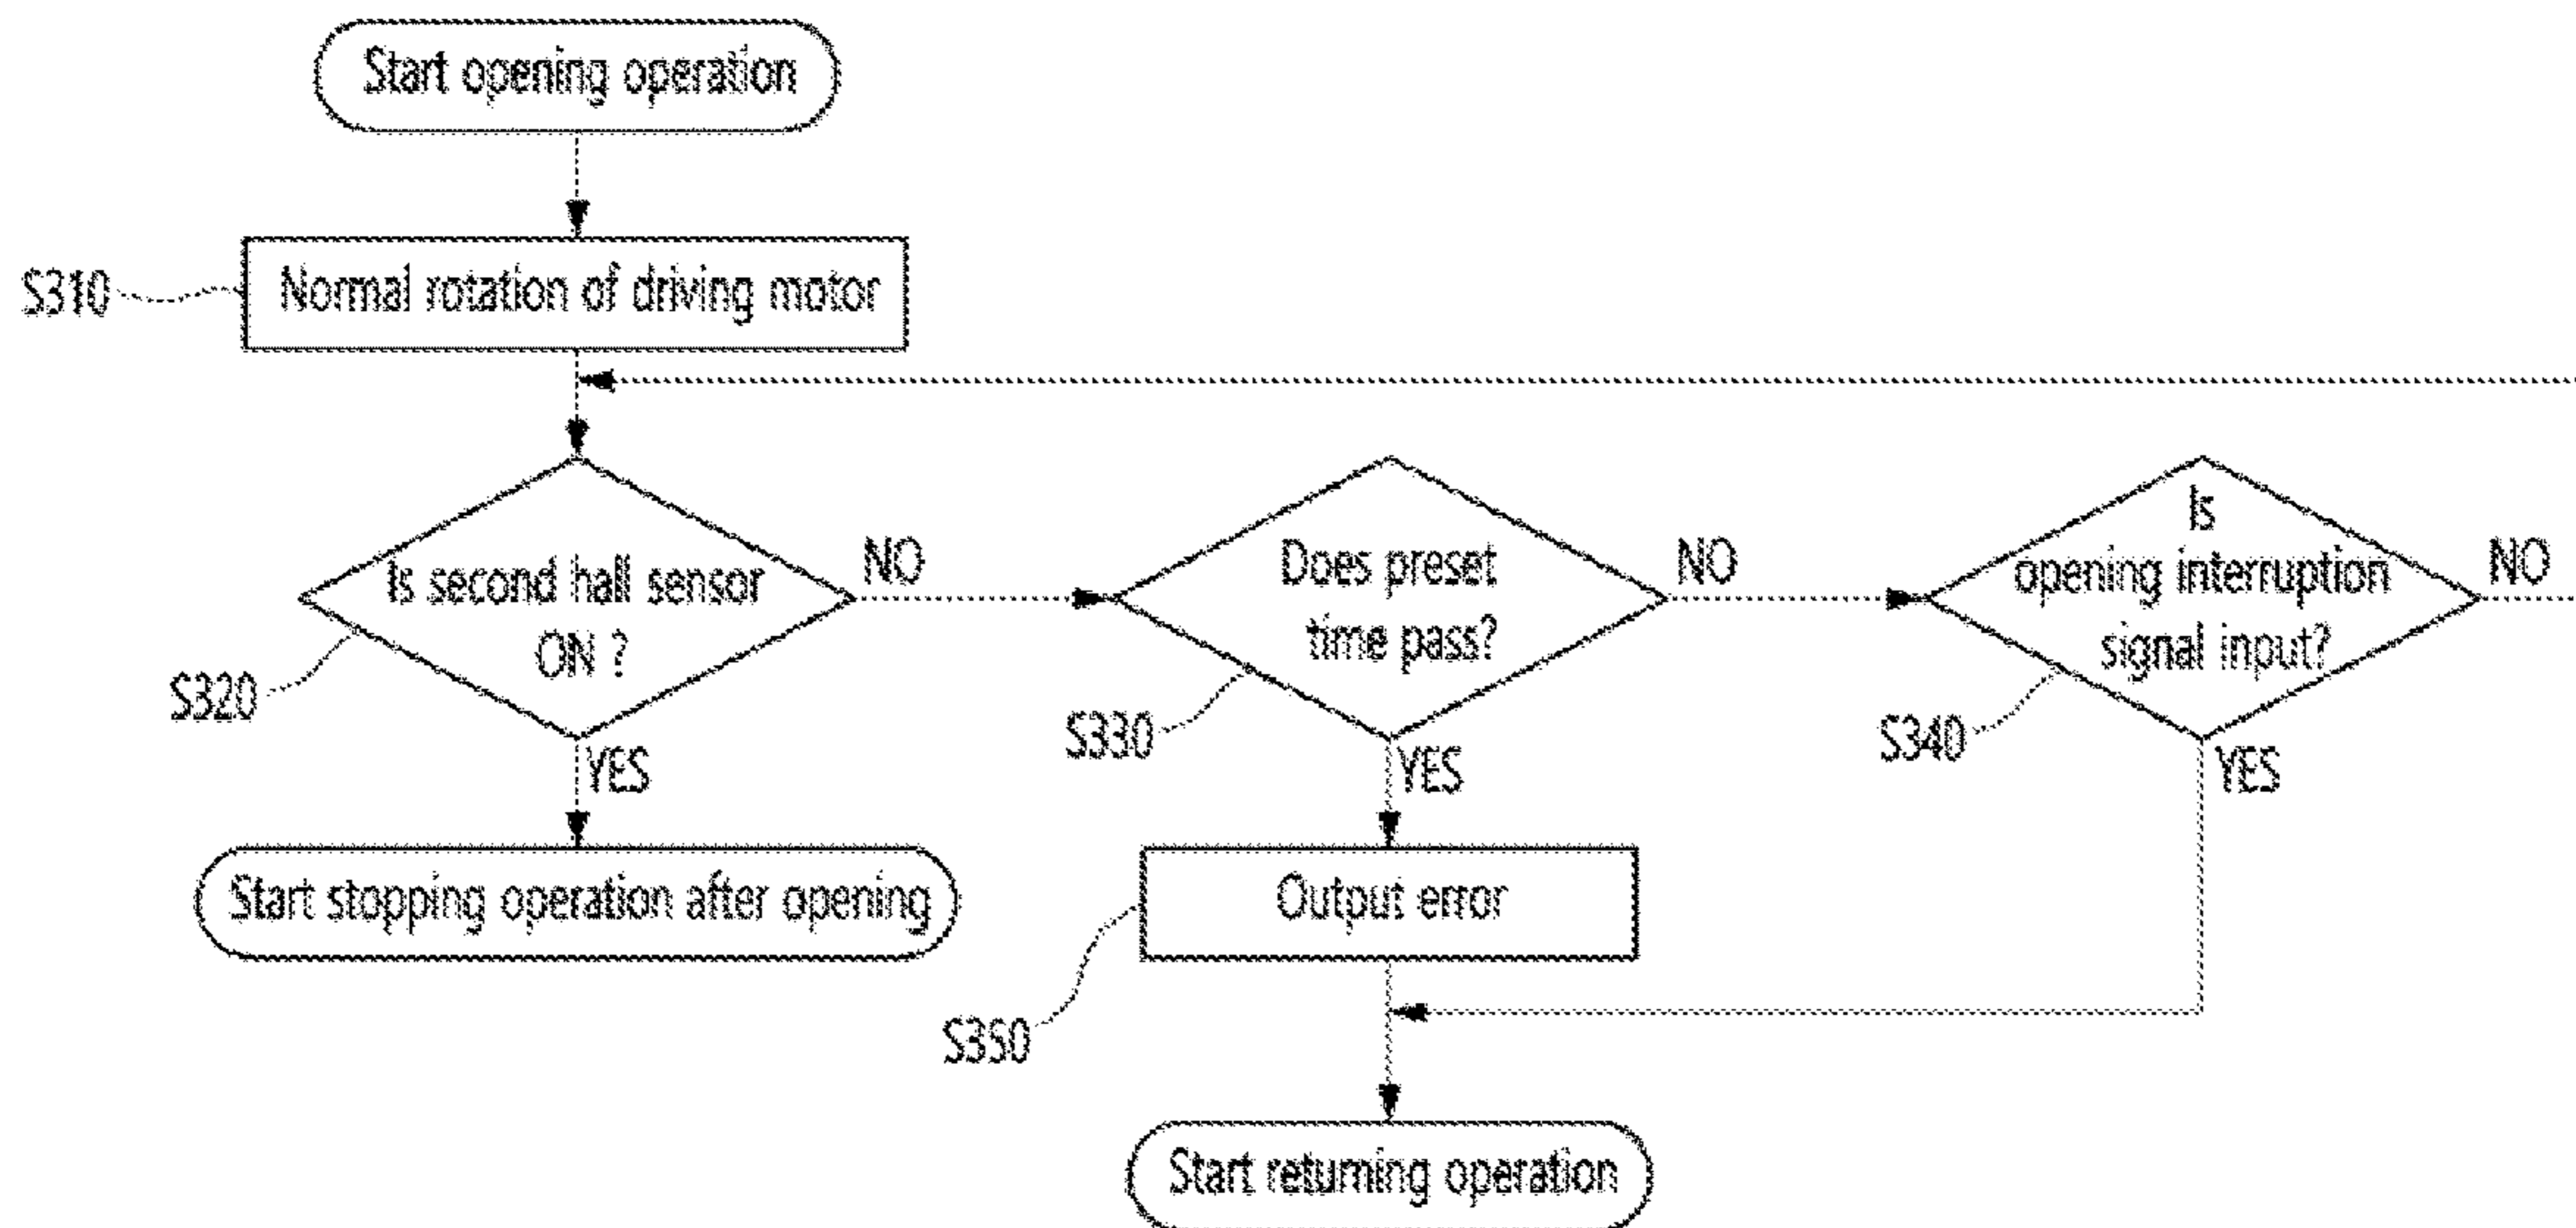 Start opening operation
S310
Normal rotation of driving motor
Is second hall sensor
ON ?
NO
S320
YES
Does preset
time pass?
NO
S330
YES
Is
opening interruption
signal input?
NO
S340
YES
Start stopping operation after opening
Output error
S350
Start returning operation